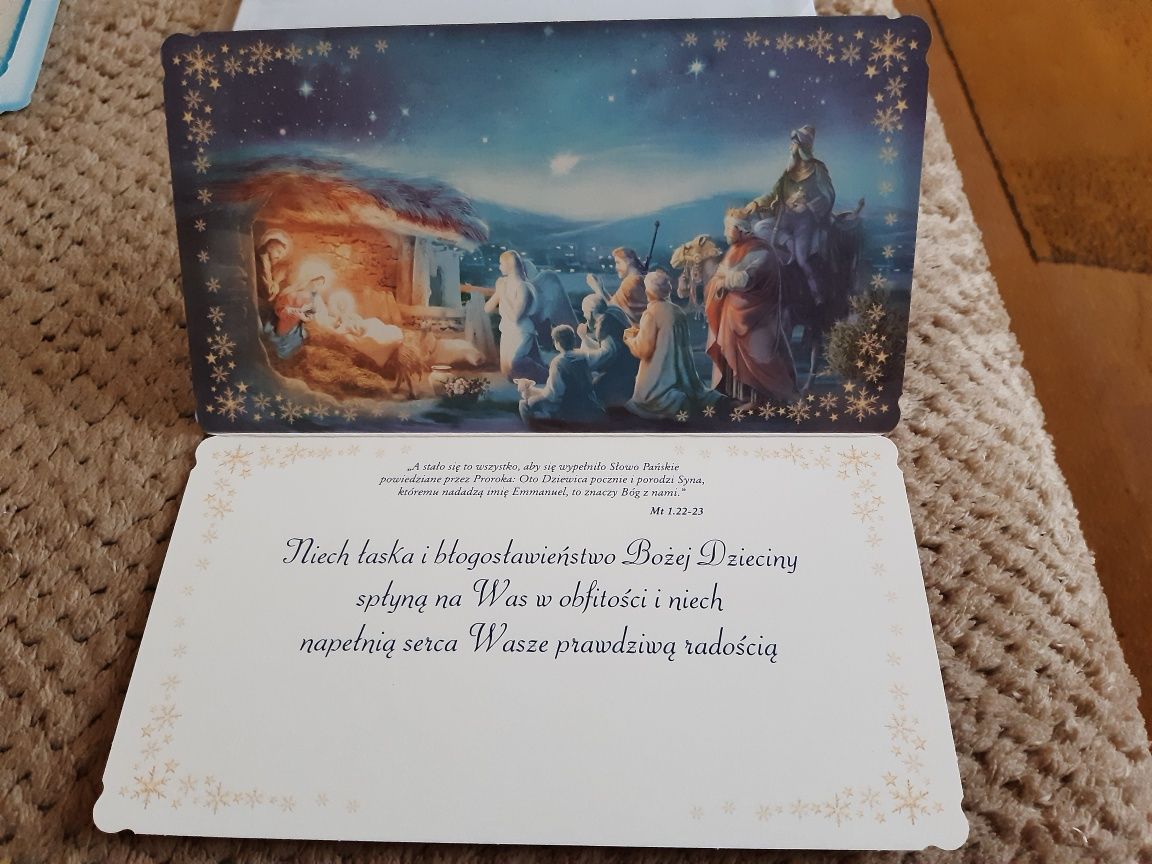 „A stało się to wszystko, aby się wypełniło Słowo Pańskie
powiedziane przez Proroka: Oto Dziewica pocznie i porodzi Syna,
któremu nadadzą imię Emmanuel, to znaczy Bóg z nami.”
Mt 1.22-23
Niech łaska i błogosławieństwo Bożej Dzieciny
spłyną na Was w obfitości i niech
napełnią serca Wasze prawdziwą radością